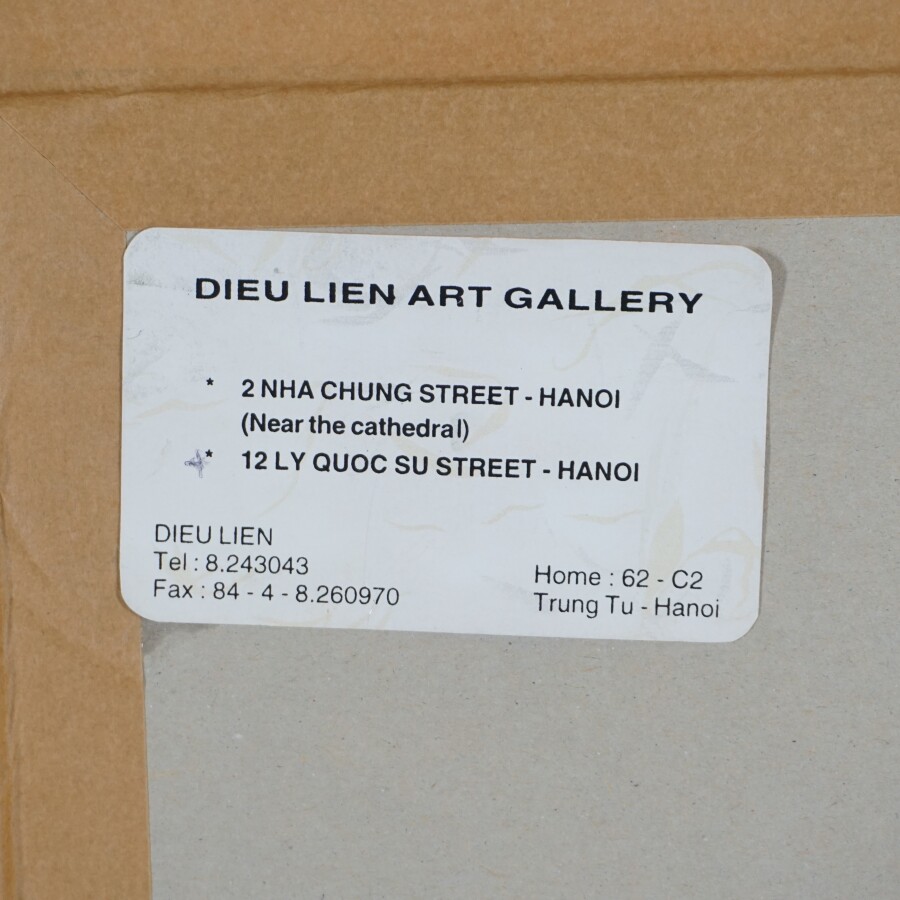 DIEU LIEN ART GALLERY
* 2 NHA CHUNG STREET - HANOI
(Near the cathedral)
* 12 LY QUOC SU STREET - HANOI
DIEU LIEN
Tel : 8.243043
Fax : 84 - 4 - 8.260970
Home : 62 - C2
Trung Tu - Hanoi